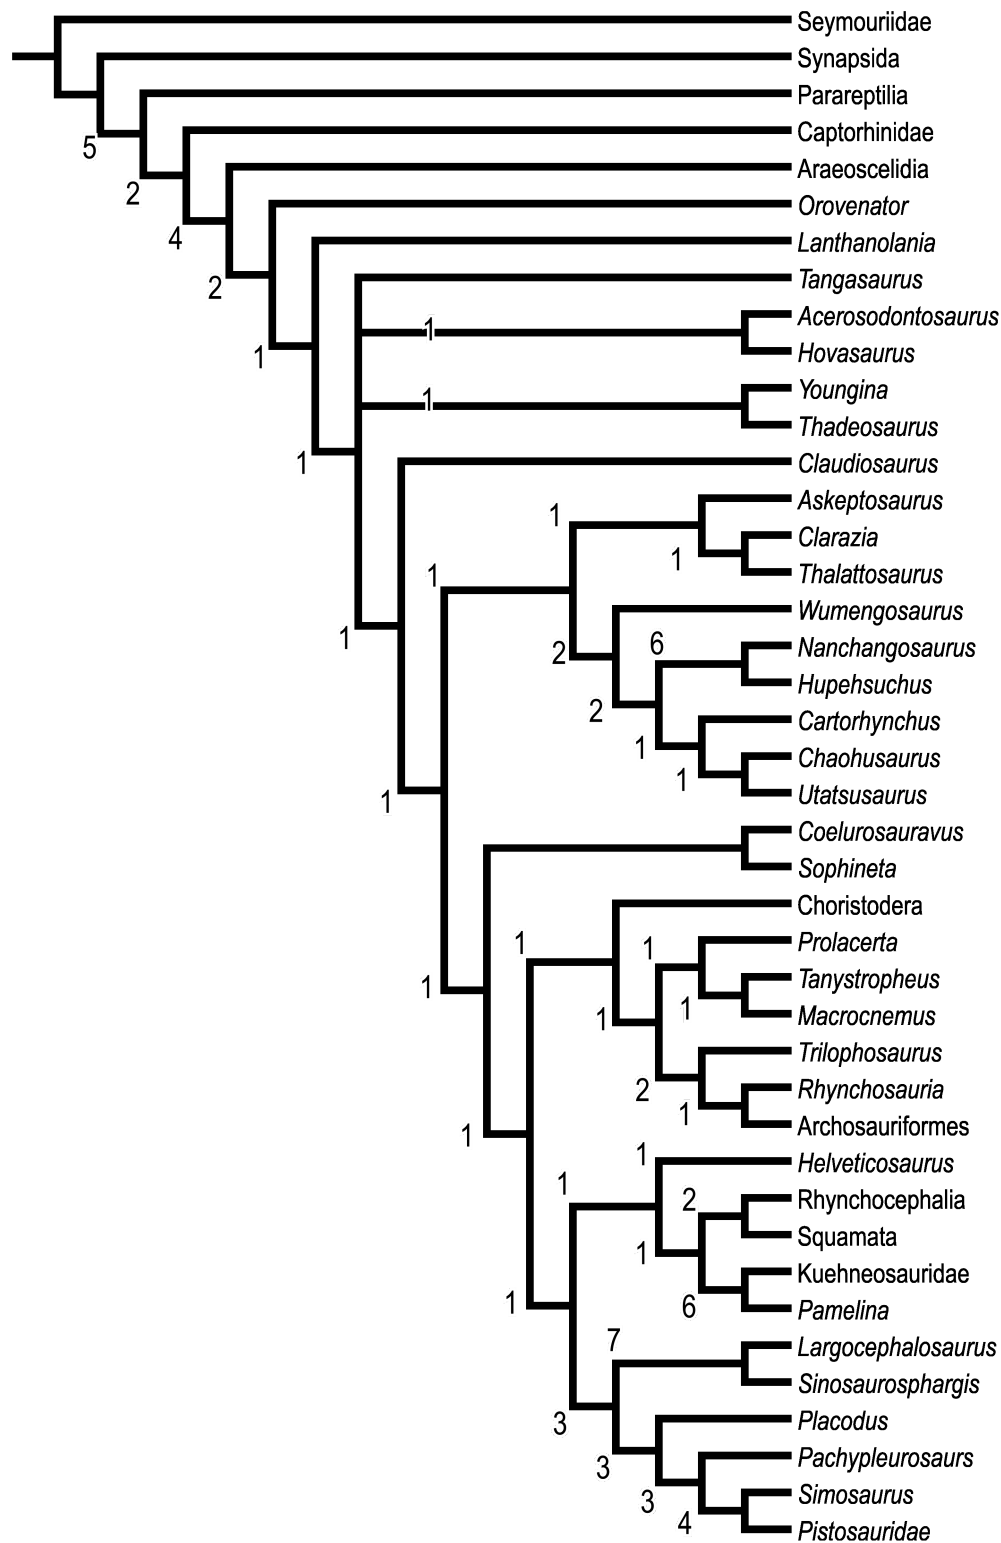 Seymouriidae
Synapsida
Parareptilia
Captorhinidae
5
Araeoscelidia
2
Orovenator
4
Lanthanolania
Tangasaurus
2
Acerosodontosaurus
1
Hovasaurus
1
Youngina
1
Thadeosaurus
1
Claudiosaurus
Askeptosaurus
1
Clarazia
1
Thalattosaurus
1
Wumengosaurus
1
6
Nanchangosaurus
2
Hupehsuchus
2
Cartorhynchus
1
Chaohusaurus
1
Utatsusaurus
1
Coelurosauravus
Sophineta
Choristodera
1
1
Prolacerta
Tanystropheus
1
1
Macrocnemus
1
Trilophosaurus
2
Rhynchosauria
1
Archosauriformes
1
1
Helveticosaurus
1
2
Rhynchocephalia
Squamata
1
Kuehneosauridae
1
6
Pamelina
7
Largocephalosaurus
Sinosaurosphargis
3
Placodus
Pachypleurosaurs
3
Simosaurus
3
4
Pistosauridae